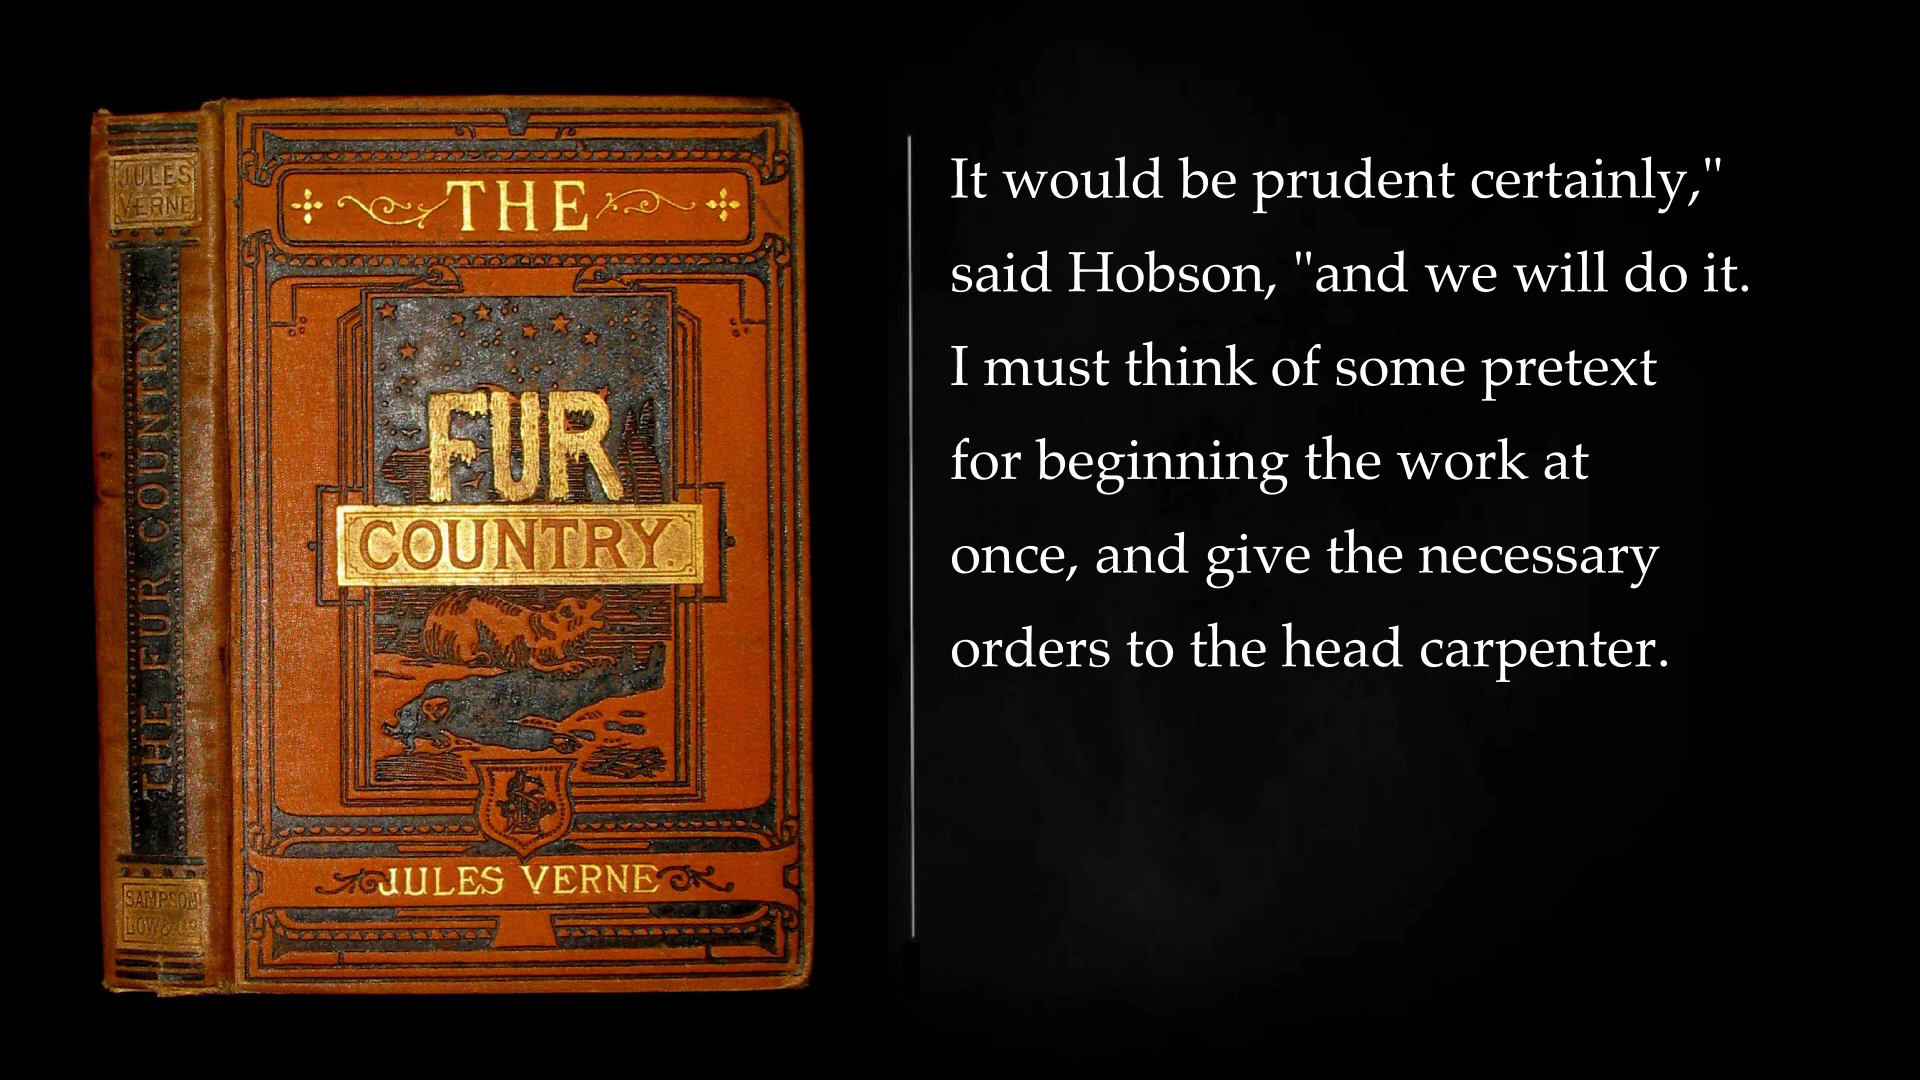 JULES
VERNE
THE FUR COUNTRY.
SAMPSON
LOW & Co
THE
FUR
COUNTRY.
JULES VERNE
It would be prudent certainly,"
said Hobson, "and we will do it.
I must think of some pretext
for beginning the work at
once, and give the necessary
orders to the head carpenter.